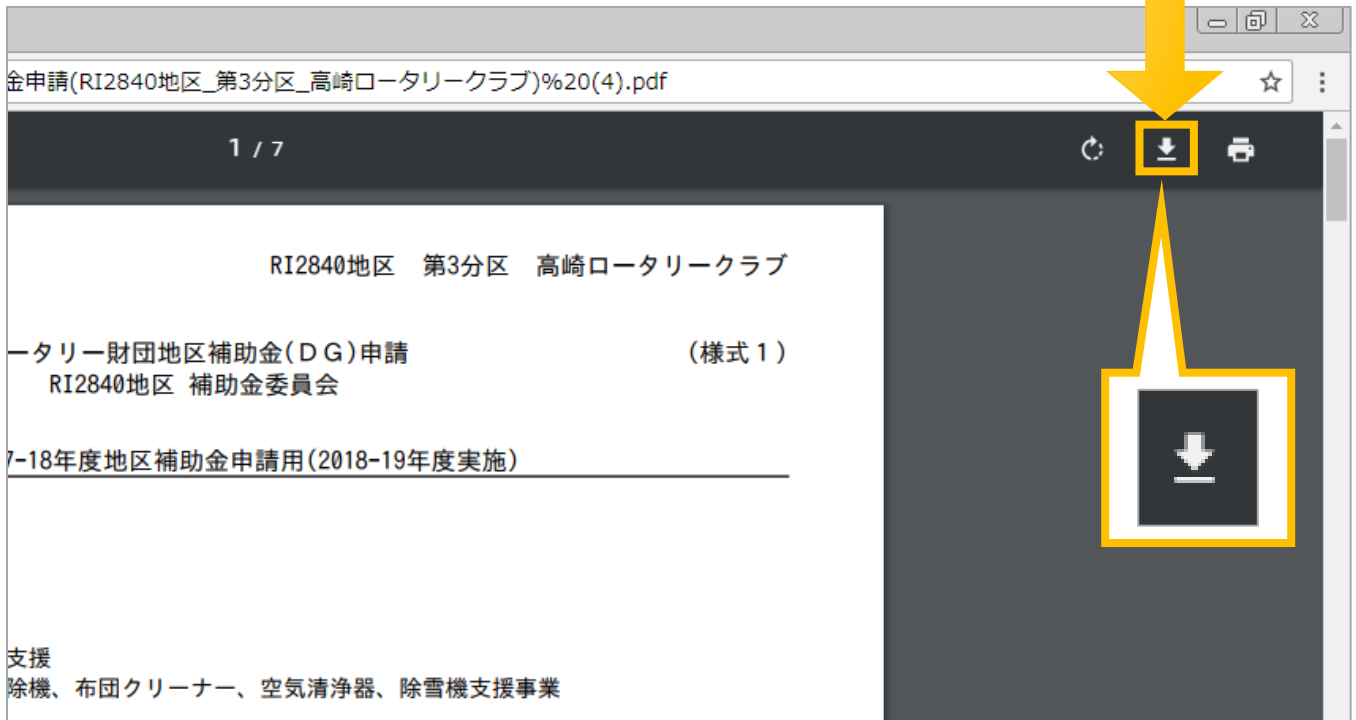 金申請(RI2840地区_第3分区_高崎ロータリークラブ)%20(4).pdf
1 / 7
RI2840地区　第3分区　高崎ロータリークラブ
ータリー財団地区補助金(ＤＧ)申請　(様式１)
RI2840地区 補助金委員会
7-18年度地区補助金申請用(2018-19年度実施)
支援
除機、布団クリーナー、空気清浄器、除雪機支援事業